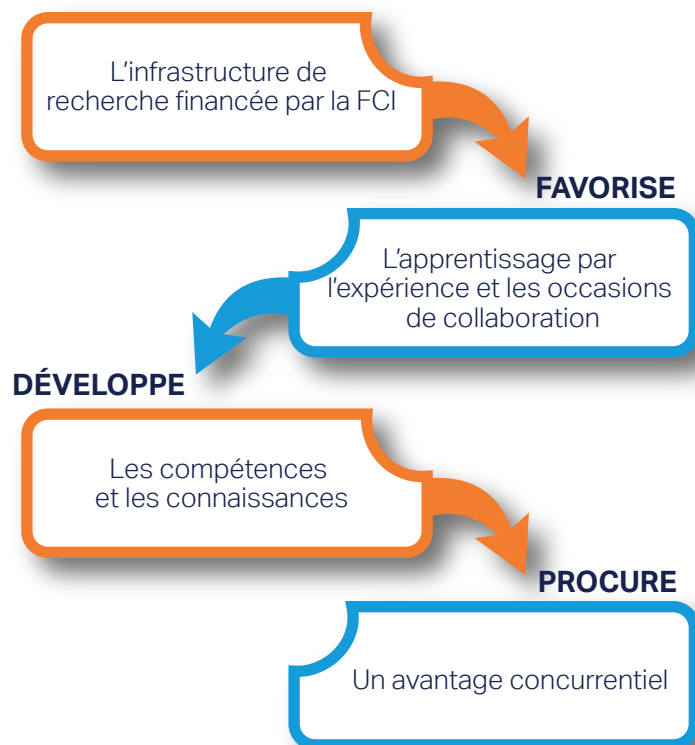 L'infrastructure de
recherche financée par la FCI
FAVORISE
L'apprentissage par
l'expérience et les occasions
de collaboration
DÉVELOPPE
Les compétences
et les connaissances
PROCURE
Un avantage concurrentiel